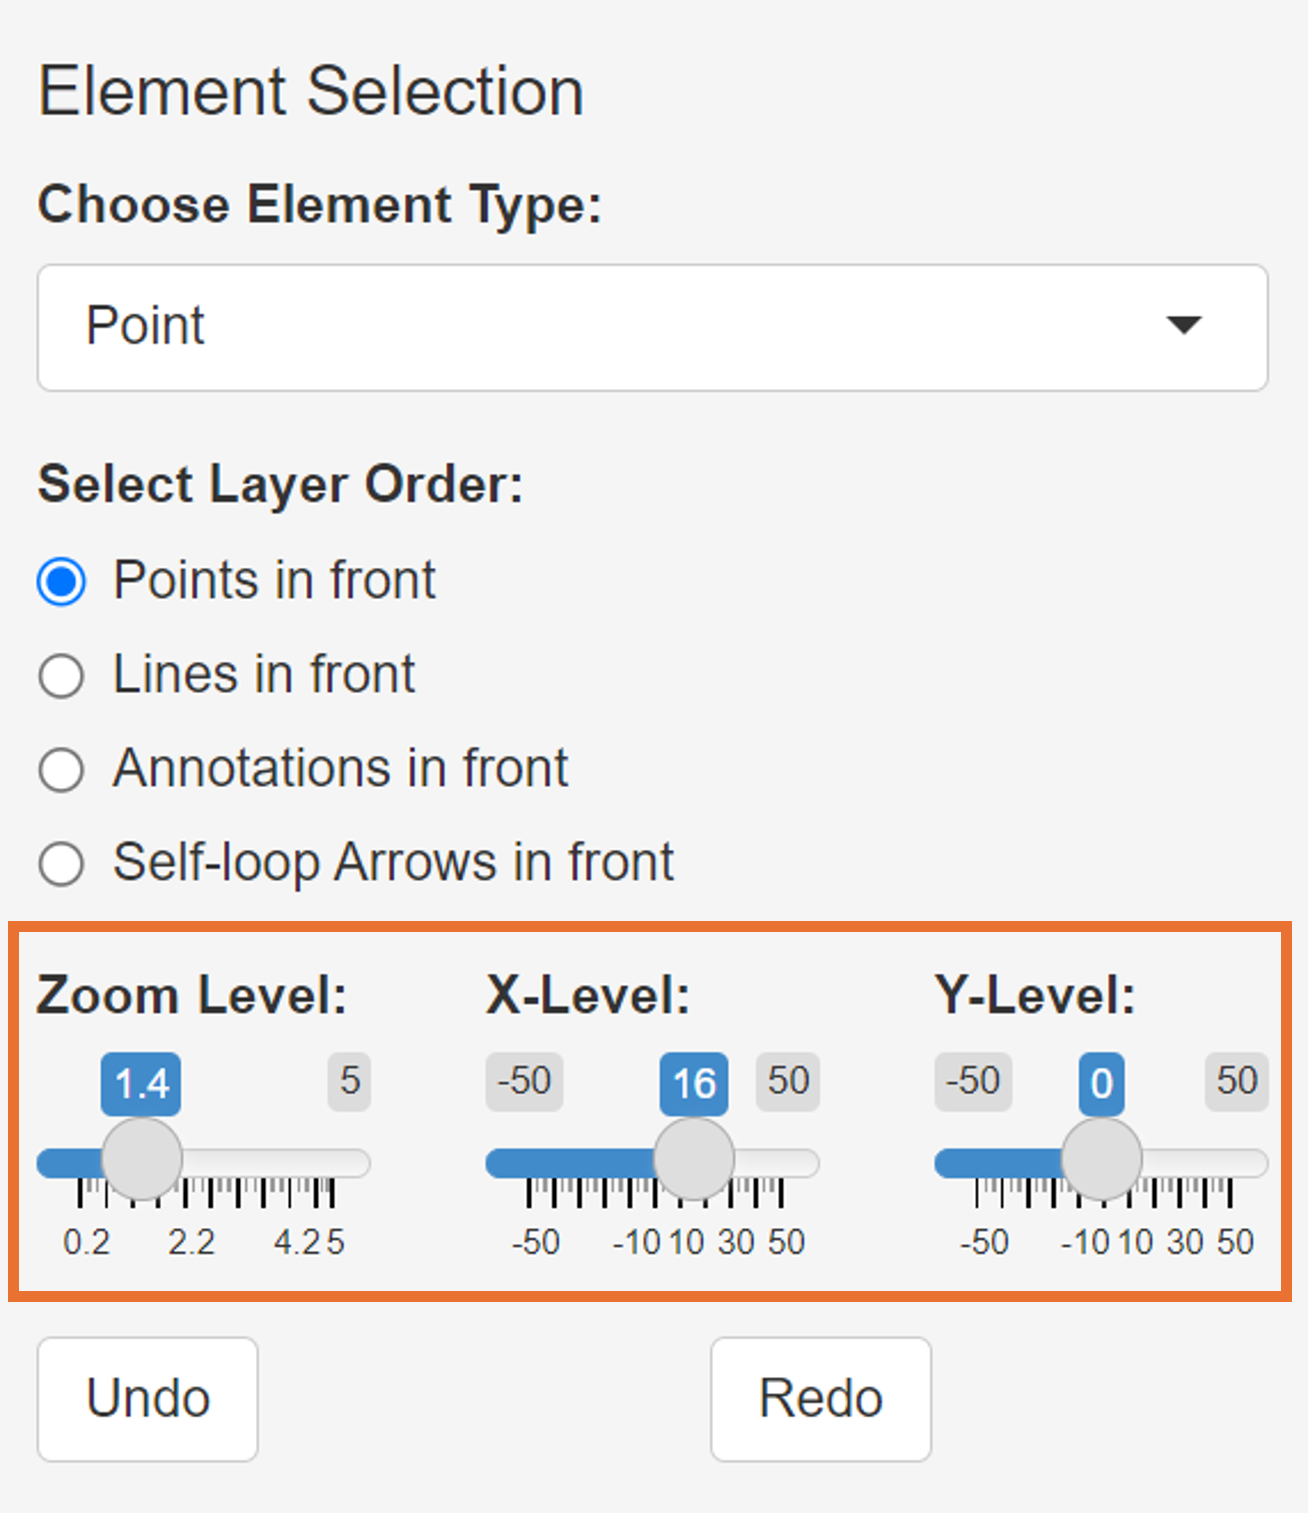 Element Selection
Choose Element Type:
Point
Select Layer Order:
Points in front
Lines in front
Annotations in front
Self-loop Arrows in front
Zoom Level: X-Level: Y-Level:
1.4 5 -50 16 50 -50 0 50
0.2 2.2 4.2 5 -50 -10 10 30 50 -50 -10 10 30 50
Undo Redo